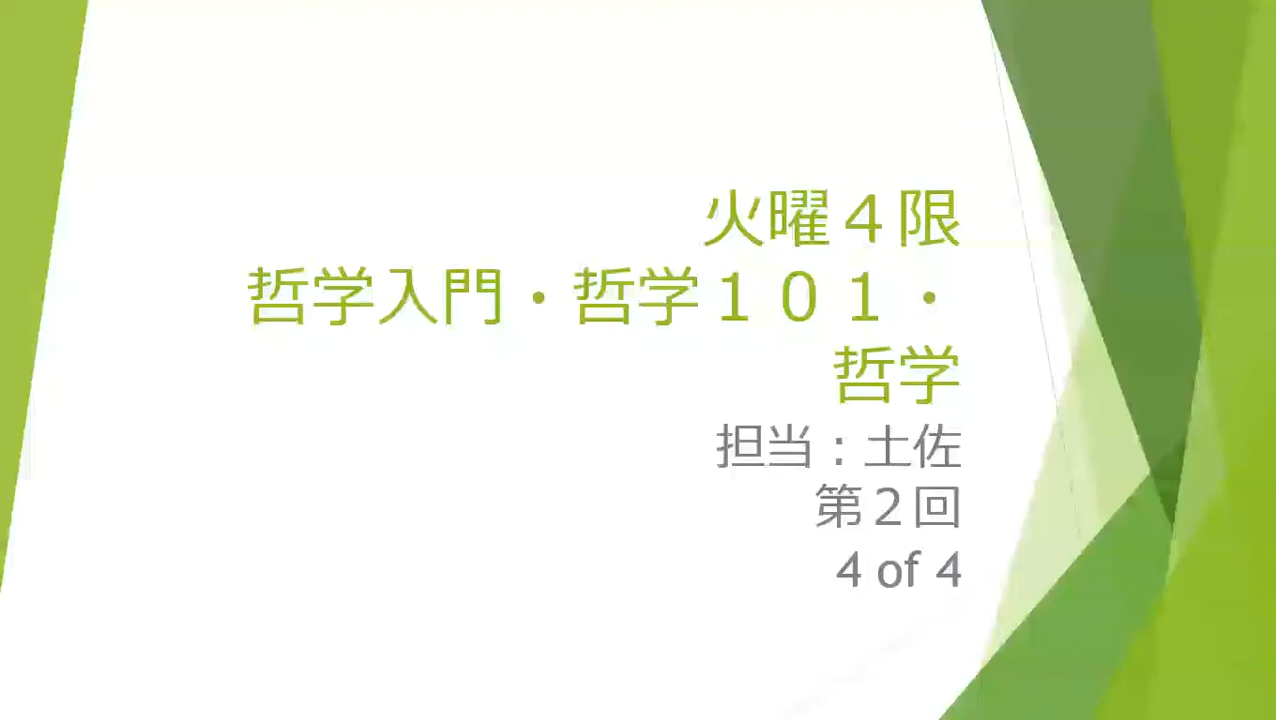 火曜４限
哲学入門・哲学１０１・
哲学
担当：土佐
第２回
4 of 4